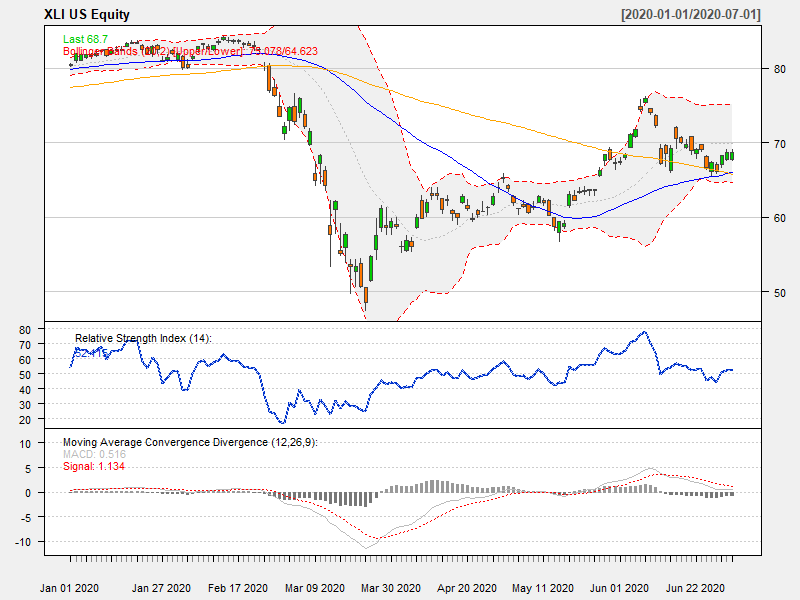 XLI US Equity [2020-01-01/2020-07-01]
Last 68.7
Bollinger Bands (20,2) [Upper/Lower]: 75.078/64.623
80
70
60
50
Relative Strength Index (14):
80
70
60
50
40
30
20
Moving Average Convergence Divergence (12,26,9):
MACD: 0.516
Signal: 1.134
10
5
0
-5
-10
Jan 01 2020 Jan 27 2020 Feb 17 2020 Mar 09 2020 Mar 30 2020 Apr 20 2020 May 11 2020 Jun 01 2020 Jun 22 2020